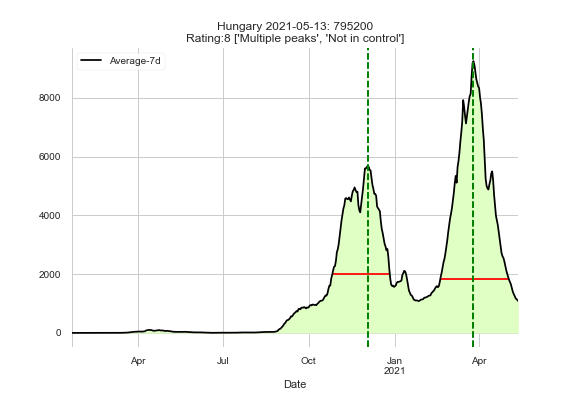 Hungary 2021-05-13: 795200
Rating:8 ['Multiple peaks', 'Not in control']
Average-7d
8000
6000
4000
2000
0
Apr
Jul
Oct
Jan
2021
Apr
Date